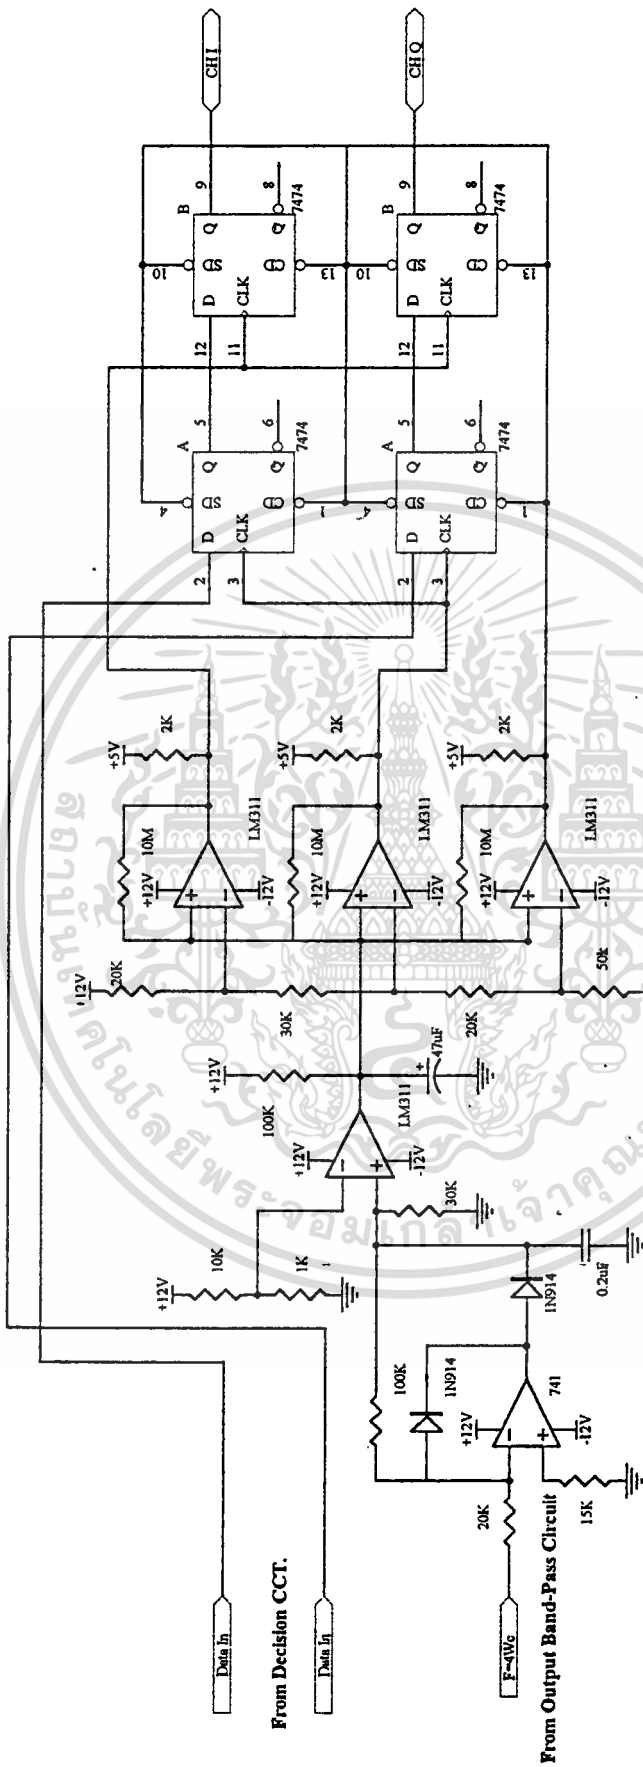 Data In
From Decision CCT.
Data In
F=4Wc
From Output Band-Pass Circuit
20K
15K
+12V
-12V
741
1N914
100K
1N914
0.2uF
30K
+12V
10K
1K
+12V
-12V
LM311
+12V
100K
47uF
+12V
20K
30K
20K
50k
10M
+12V
-12V
LM311
+5V
2K
10M
+12V
-12V
LM311
+5V
2K
10M
+12V
-12V
LM311
+5V
2K
2
3
4
1
D
CLK
Q
Q
A
5
6
7474
12
11
10
13
D
CLK
Q
Q
B
9
8
7474
CH I
2
3
4
1
D
CLK
Q
Q
A
5
6
7474
12
11
10
13
D
CLK
Q
Q
B
9
8
7474
CH Q